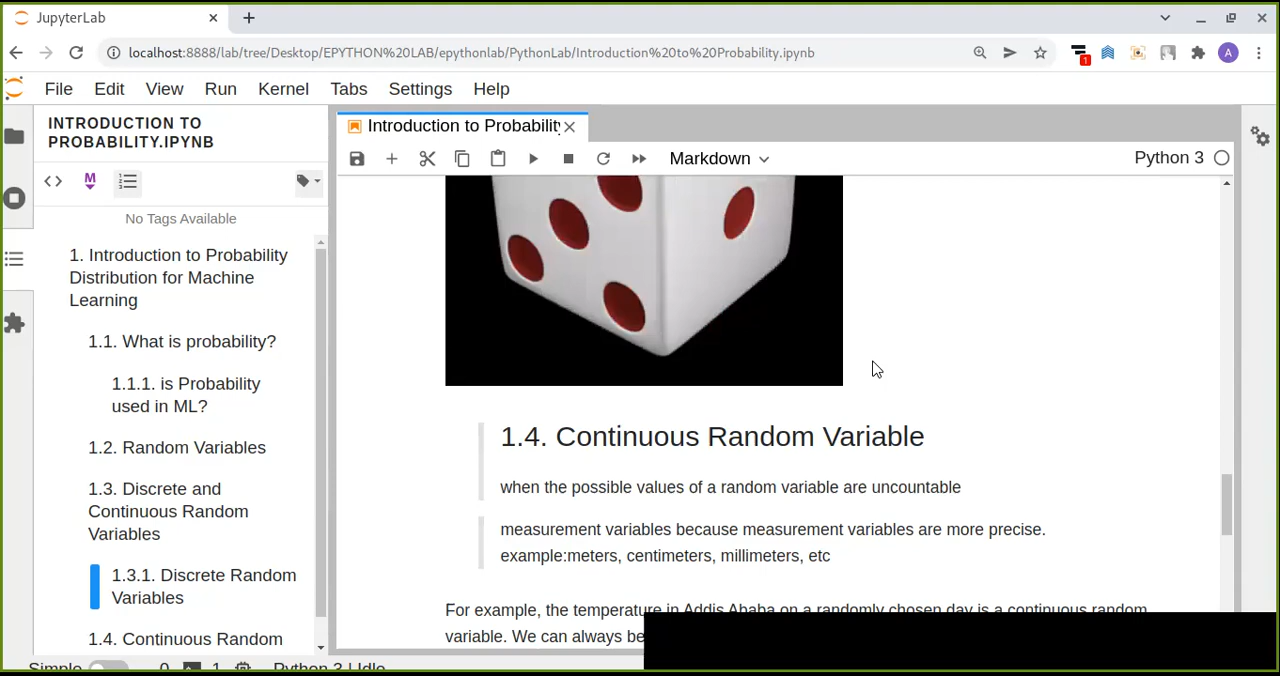 JupyterLab
localhost:8888/lab/tree/Desktop/EPYTHON%20LAB/epythonlab/PythonLab/Introduction%20to%20Probability.ipynb
1
A
File Edit View Run Kernel Tabs Settings Help
INTRODUCTION TO
PROBABILITY.IPYNB
No Tags Available
1. Introduction to Probability
Distribution for Machine
Learning
1.1. What is probability?
1.1.1. is Probability
used in ML?
1.2. Random Variables
1.3. Discrete and
Continuous Random
Variables
1.3.1. Discrete Random
Variables
1.4. Continuous Random
Introduction to Probability
Markdown
Python 3
1.4. Continuous Random Variable
when the possible values of a random variable are uncountable
measurement variables because measurement variables are more precise.
example:meters, centimeters, millimeters, etc
For example, the temperature in Addis Ababa on a randomly chosen day is a continuous random
variable. We can always be
Simple 0 1 Python 3 | Idle